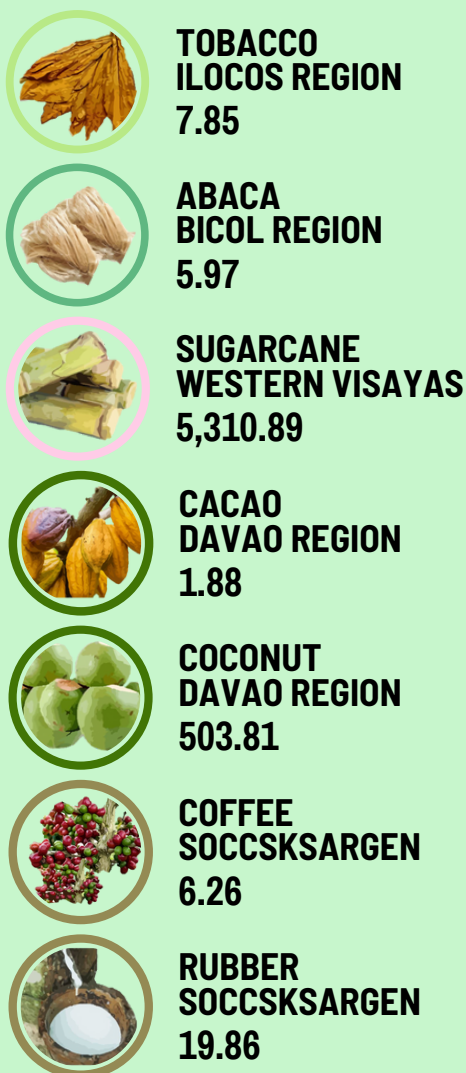 TOBACCO
ILOCOS REGION
7.85
ABACA
BICOL REGION
5.97
SUGARCANE
WESTERN VISAYAS
5,310.89
CACAO
DAVAO REGION
1.88
COCONUT
DAVAO REGION
503.81
COFFEE
SOCCSKSARGEN
6.26
RUBBER
SOCCSKSARGEN
19.86